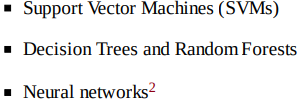 ▪ Support Vector Machines (SVMs)
▪ Decision Trees and Random Forests
▪ Neural networks²